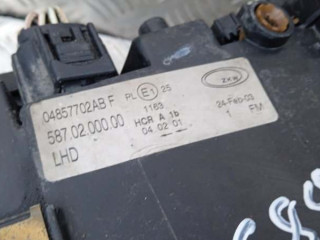 04857702AB F
587.02.000.00
LHD
PL E1 25
1183
HCR A 1b
04 02 01
ZKW
24-Feb-03
1 FM